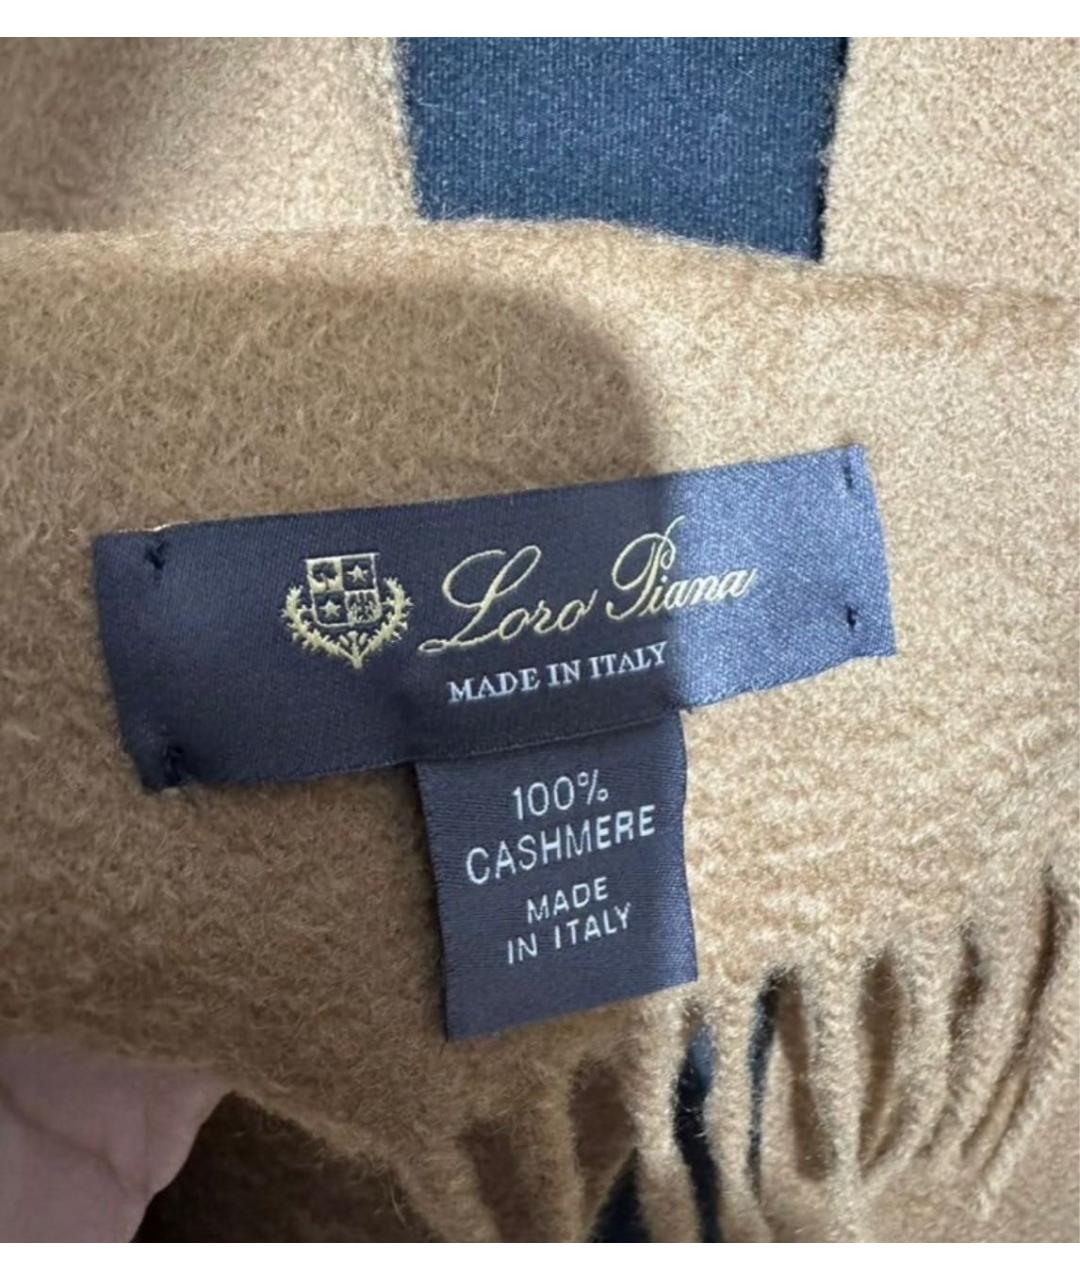 Loro Piana
MADE IN ITALY
100%
CASHMERE
MADE
IN ITALY